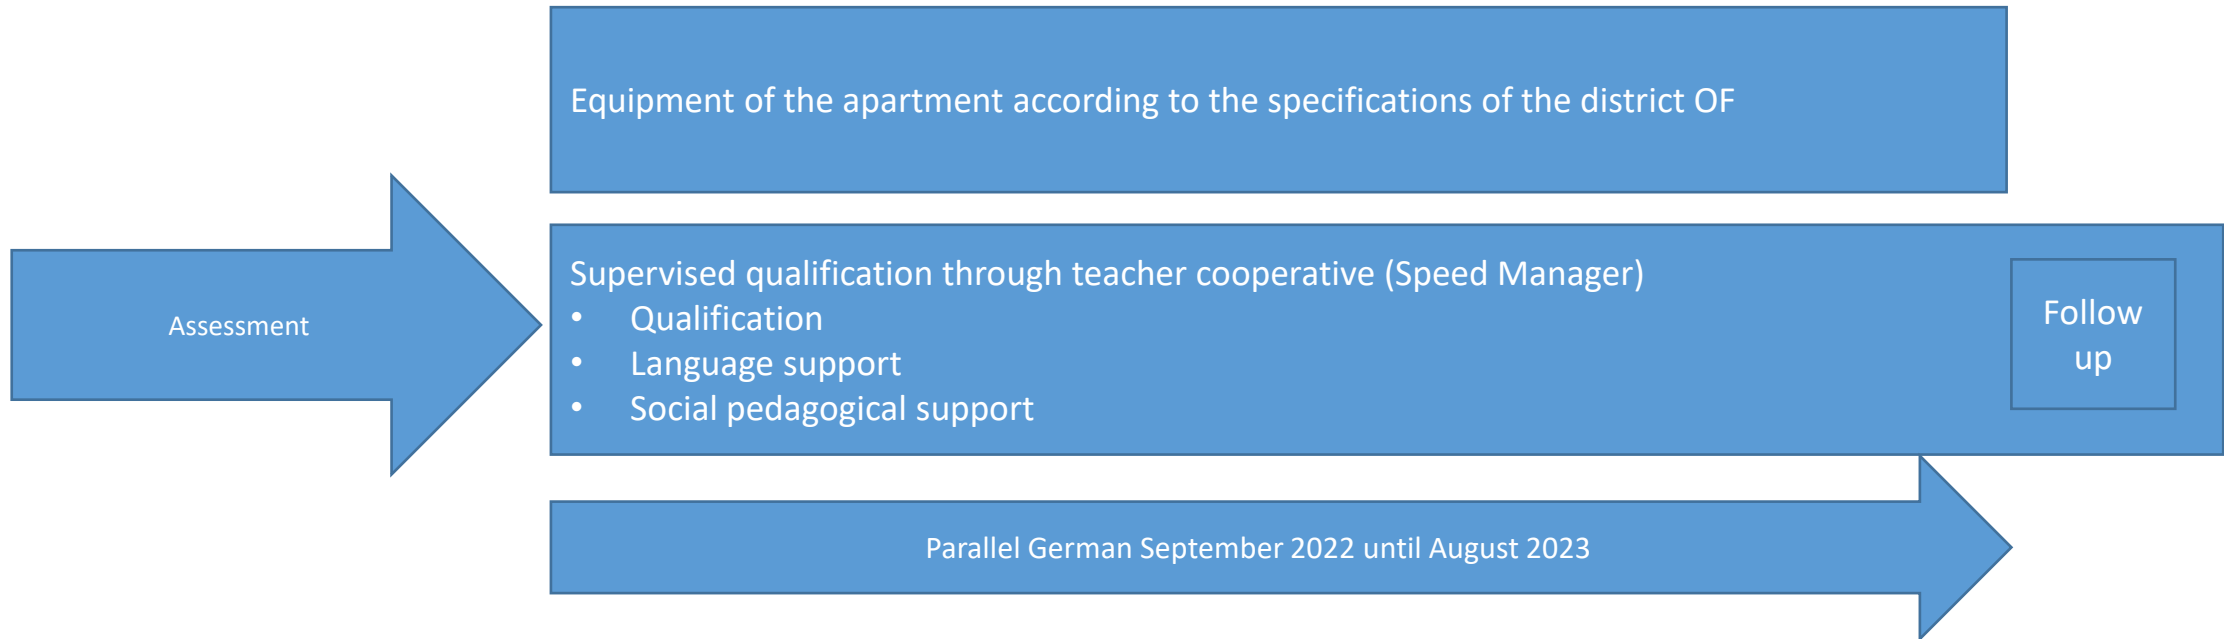 Equipment of the apartment according to the specifications of the district OF
Assessment
Supervised qualification through teacher cooperative (Speed Manager)
• Qualification
• Language support
• Social pedagogical support
Follow
up
Parallel German September 2022 until August 2023